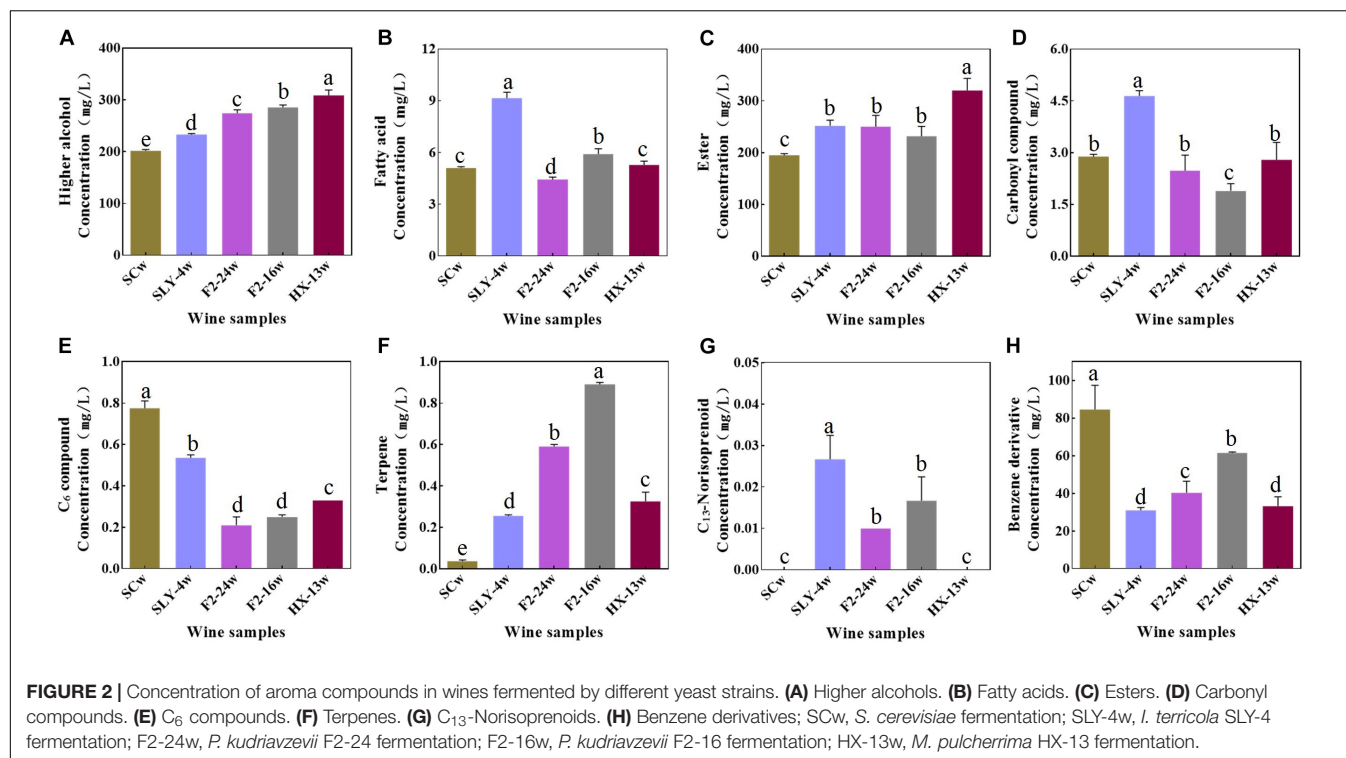 A
Higher alcohol
Concentration（mg/L）
400
300
200
100
0
e
d
c
b
a
SCw
SLY-4w
F2-24w
F2-16w
HX-13w
Wine samples
B
Fatty acid
Concentration（mg/L）
12
9
6
3
0
c
a
d
b
c
SCw
SLY-4w
F2-24w
F2-16w
HX-13w
Wine samples
C
Ester
Concentration（mg/L）
400
300
200
100
0
c
b
b
b
a
SCw
SLY-4w
F2-24w
F2-16w
HX-13w
Wine samples
D
Carbonyl compound
Concentration（mg/L）
6.0
4.5
3.0
1.5
0.0
b
a
b
c
b
SCw
SLY-4w
F2-24w
F2-16w
HX-13w
Wine samples
E
C6 compound
Concentration（mg/L）
1.0
0.8
0.6
0.4
0.2
0.0
a
b
d
d
c
SCw
SLY-4w
F2-24w
F2-16w
HX-13w
Wine samples
F
Terpene
Concentration（mg/L）
1.0
0.8
0.6
0.4
0.2
0.0
e
d
b
a
c
SCw
SLY-4w
F2-24w
F2-16w
HX-13w
Wine samples
G
C13-Norisoprenoid
Concentration（mg/L）
0.05
0.04
0.03
0.02
0.01
0.00
c
a
b
b
c
SCw
SLY-4w
F2-24w
F2-16w
HX-13w
Wine samples
H
Benzene derivative
Concentration（mg/L）
100
80
60
40
20
0
a
d
c
b
d
SCw
SLY-4w
F2-24w
F2-16w
HX-13w
Wine samples
FIGURE 2 | Concentration of aroma compounds in wines fermented by different yeast strains. (A) Higher alcohols. (B) Fatty acids. (C) Esters. (D) Carbonyl
compounds. (E) C6 compounds. (F) Terpenes. (G) C13-Norisoprenoids. (H) Benzene derivatives; SCw, S. cerevisiae fermentation; SLY-4w, I. terricola SLY-4
fermentation; F2-24w, P. kudriavzevii F2-24 fermentation; F2-16w, P. kudriavzevii F2-16 fermentation; HX-13w, M. pulcherrima HX-13 fermentation.